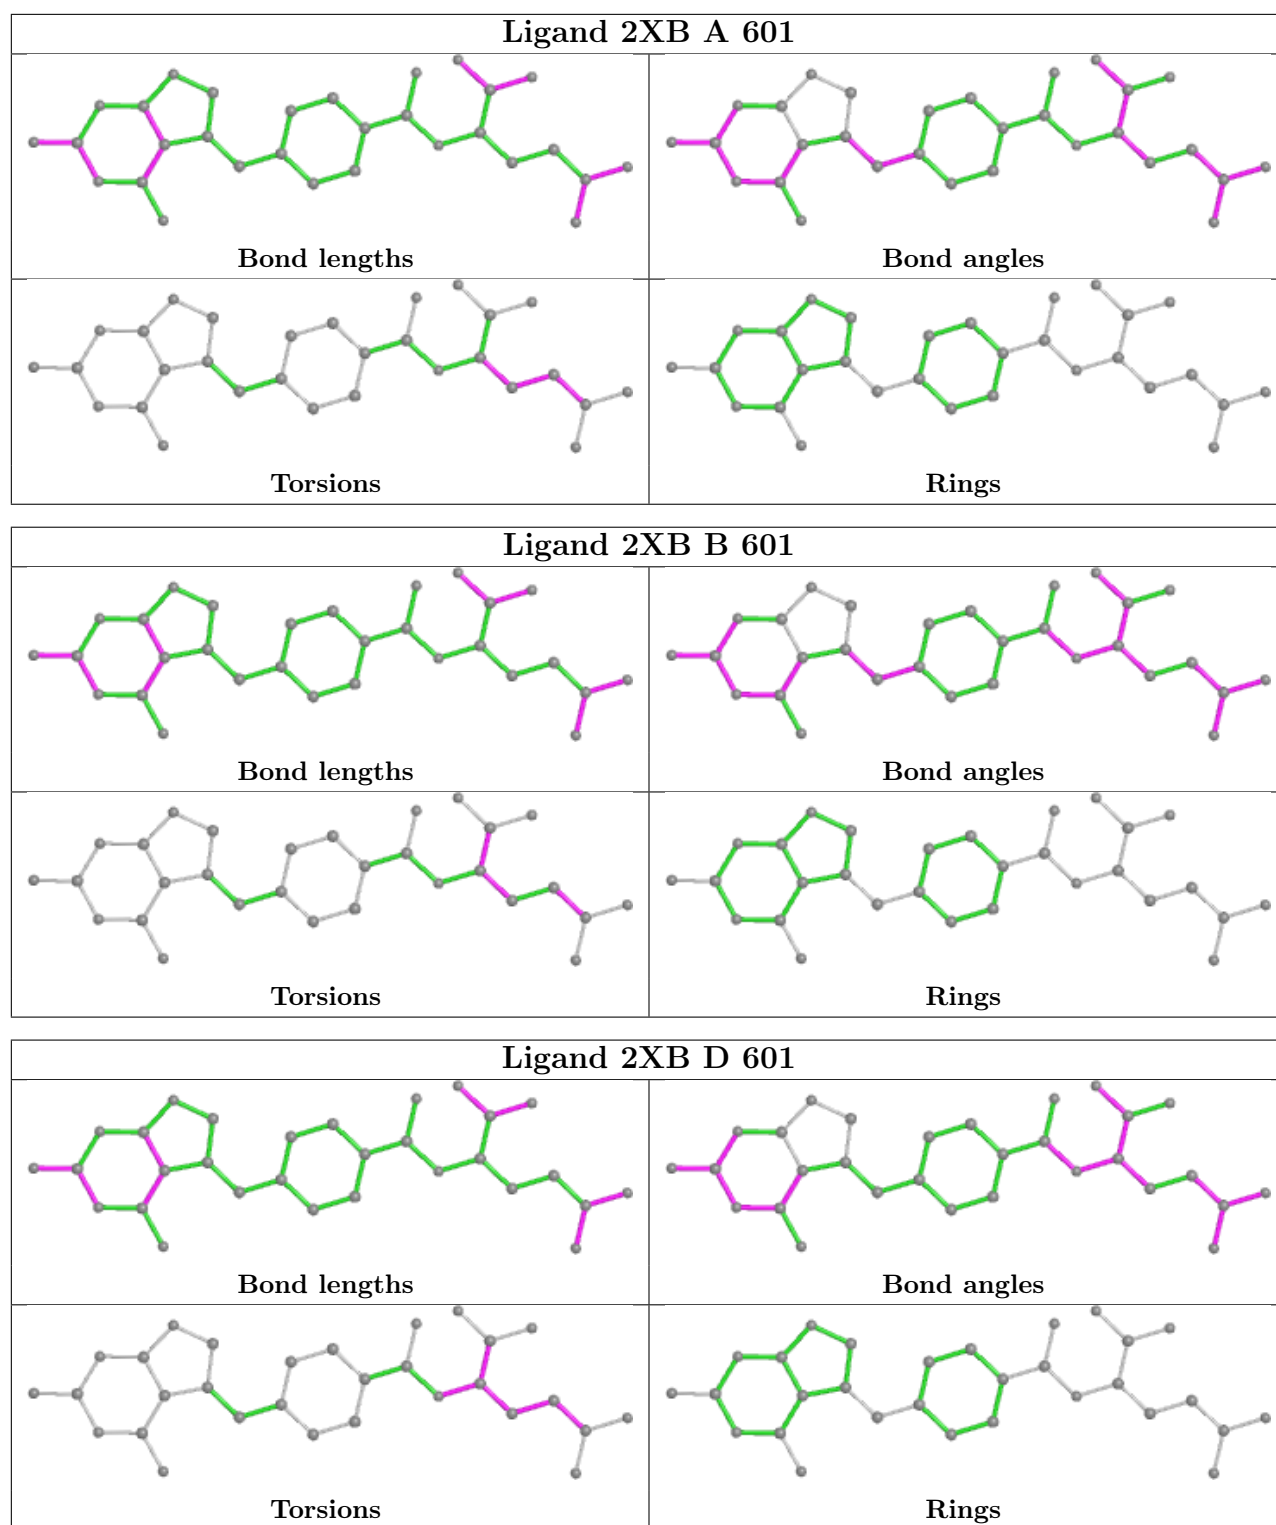 Ligand 2XB A 601
Bond lengths
Bond angles
Torsions
Rings
Ligand 2XB B 601
Bond lengths
Bond angles
Torsions
Rings
Ligand 2XB D 601
Bond lengths
Bond angles
Torsions
Rings